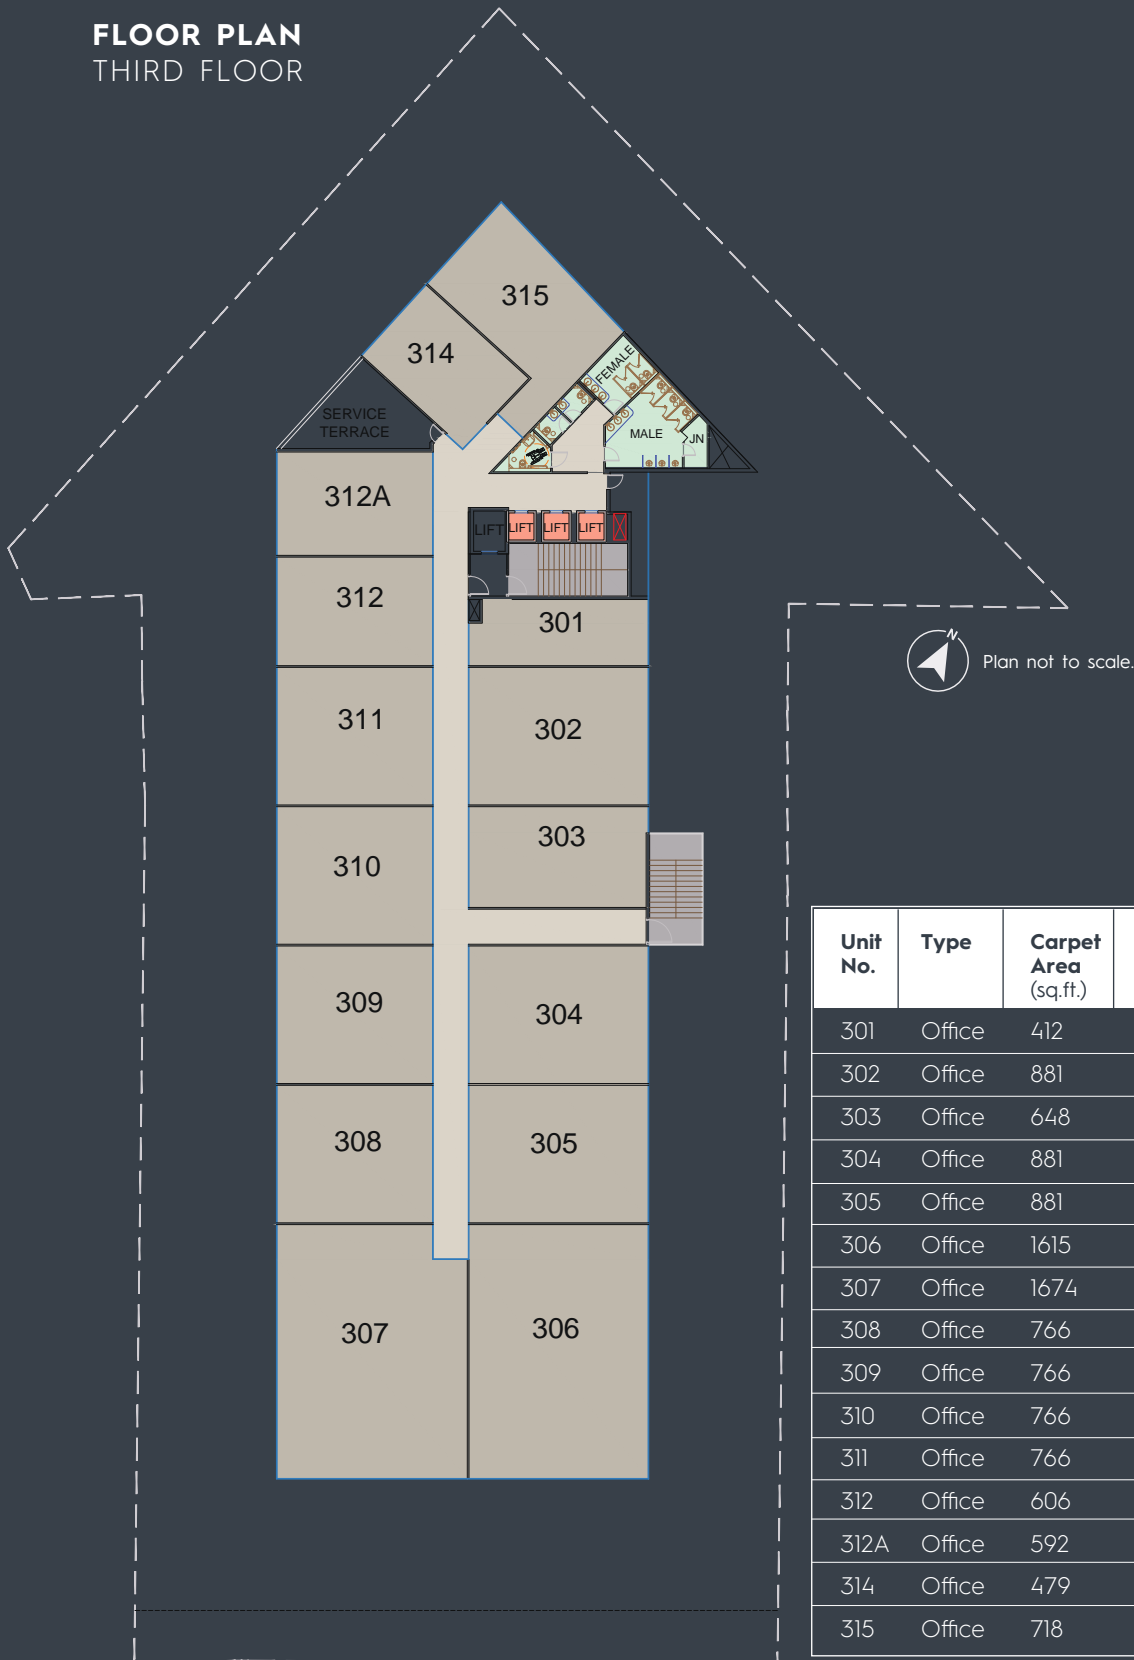 FLOOR PLAN
THIRD FLOOR
315
314
FEMALE
SERVICE
TERRACE
MALE
JN
312A
LIFT
LIFT
LIFT
LIFT
312
301
N
Plan not to scale.
311
302
303
310
309
304
308
305
307
306
Unit No. Type Carpet Area (sq.ft.)
301 Office 412
302 Office 881
303 Office 648
304 Office 881
305 Office 881
306 Office 1615
307 Office 1674
308 Office 766
309 Office 766
310 Office 766
311 Office 766
312 Office 606
312A Office 592
314 Office 479
315 Office 718